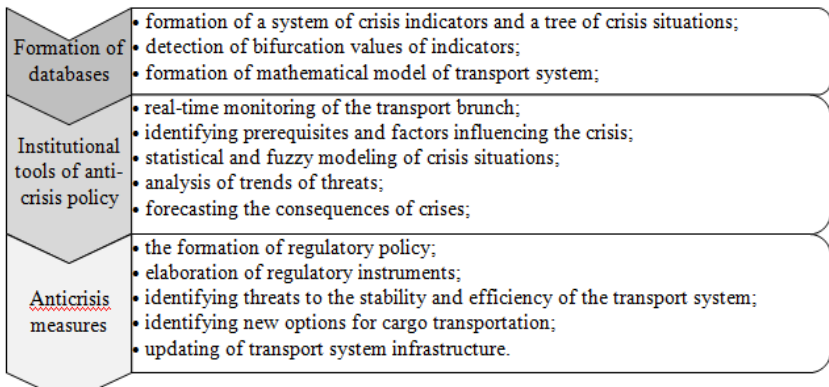 Formation of
databases
• formation of a system of crisis indicators and a tree of crisis situations;
• detection of bifurcation values of indicators;
• formation of mathematical model of transport system;
Institutional
tools of anti-
crisis policy
• real-time monitoring of the transport brunch;
• identifying prerequisites and factors influencing the crisis;
• statistical and fuzzy modeling of crisis situations;
• analysis of trends of threats;
• forecasting the consequences of crises;
Anticrisis
measures
• the formation of regulatory policy;
• elaboration of regulatory instruments;
• identifying threats to the stability and efficiency of the transport system;
• identifying new options for cargo transportation;
• updating of transport system infrastructure.